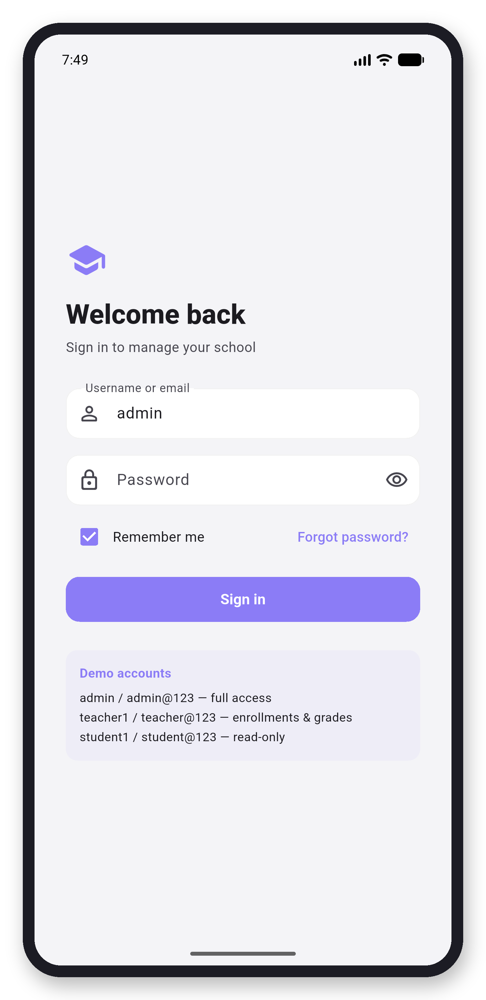 7:49
Welcome back
Sign in to manage your school
Username or email
admin
Password
Remember me
Forgot password?
Sign in
Demo accounts
admin / admin@123 — full access
teacher1 / teacher@123 — enrollments & grades
student1 / student@123 — read-only